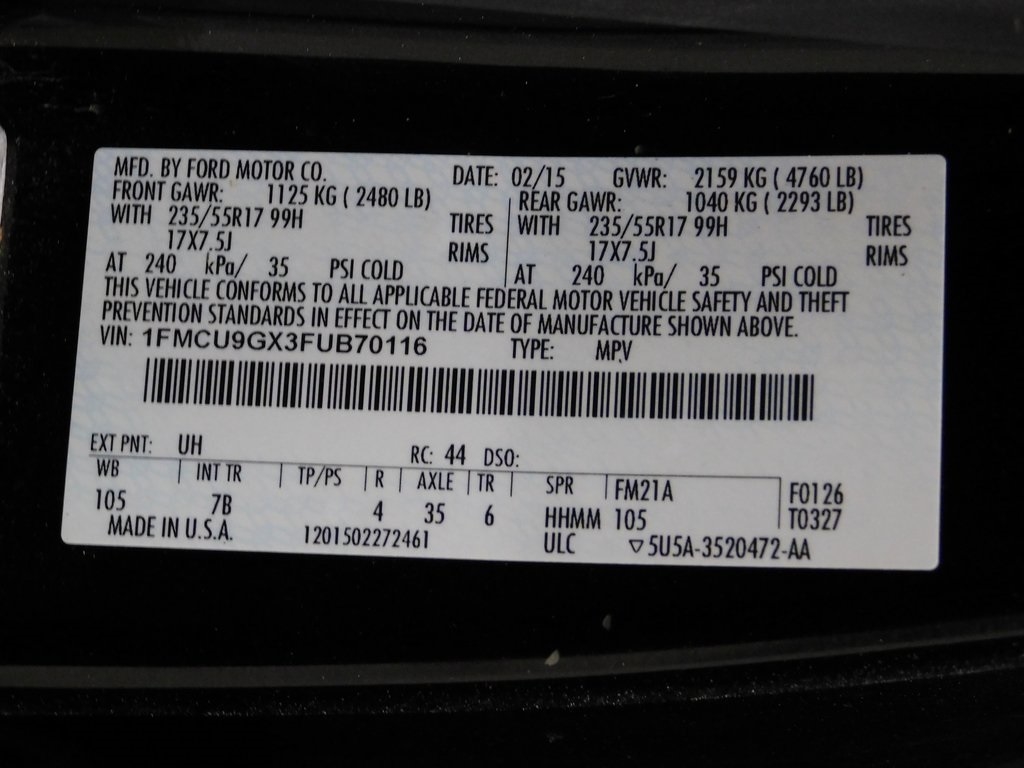 MFD. BY FORD MOTOR CO. DATE: 02/15 GVWR: 2159 KG ( 4760 LB)
FRONT GAWR: 1125 KG ( 2480 LB) REAR GAWR: 1040 KG ( 2293 LB)
WITH 235/55R17 99H TIRES WITH 235/55R17 99H TIRES
17X7.5J RIMS 17X7.5J RIMS
AT 240 kPa/ 35 PSI COLD AT 240 kPa/ 35 PSI COLD
THIS VEHICLE CONFORMS TO ALL APPLICABLE FEDERAL MOTOR VEHICLE SAFETY AND THEFT
PREVENTION STANDARDS IN EFFECT ON THE DATE OF MANUFACTURE SHOWN ABOVE.
VIN: 1FMCU9GX3FUB70116 TYPE: MPV
EXT PNT: UH RC: 44 DSO:
WB INT TR TP/PS R AXLE TR SPR FM21A F0126
105 7B 4 35 6 HHMM 105 T0327
MADE IN U.S.A. 1201502272461 ULC ▽5U5A-3520472-AA